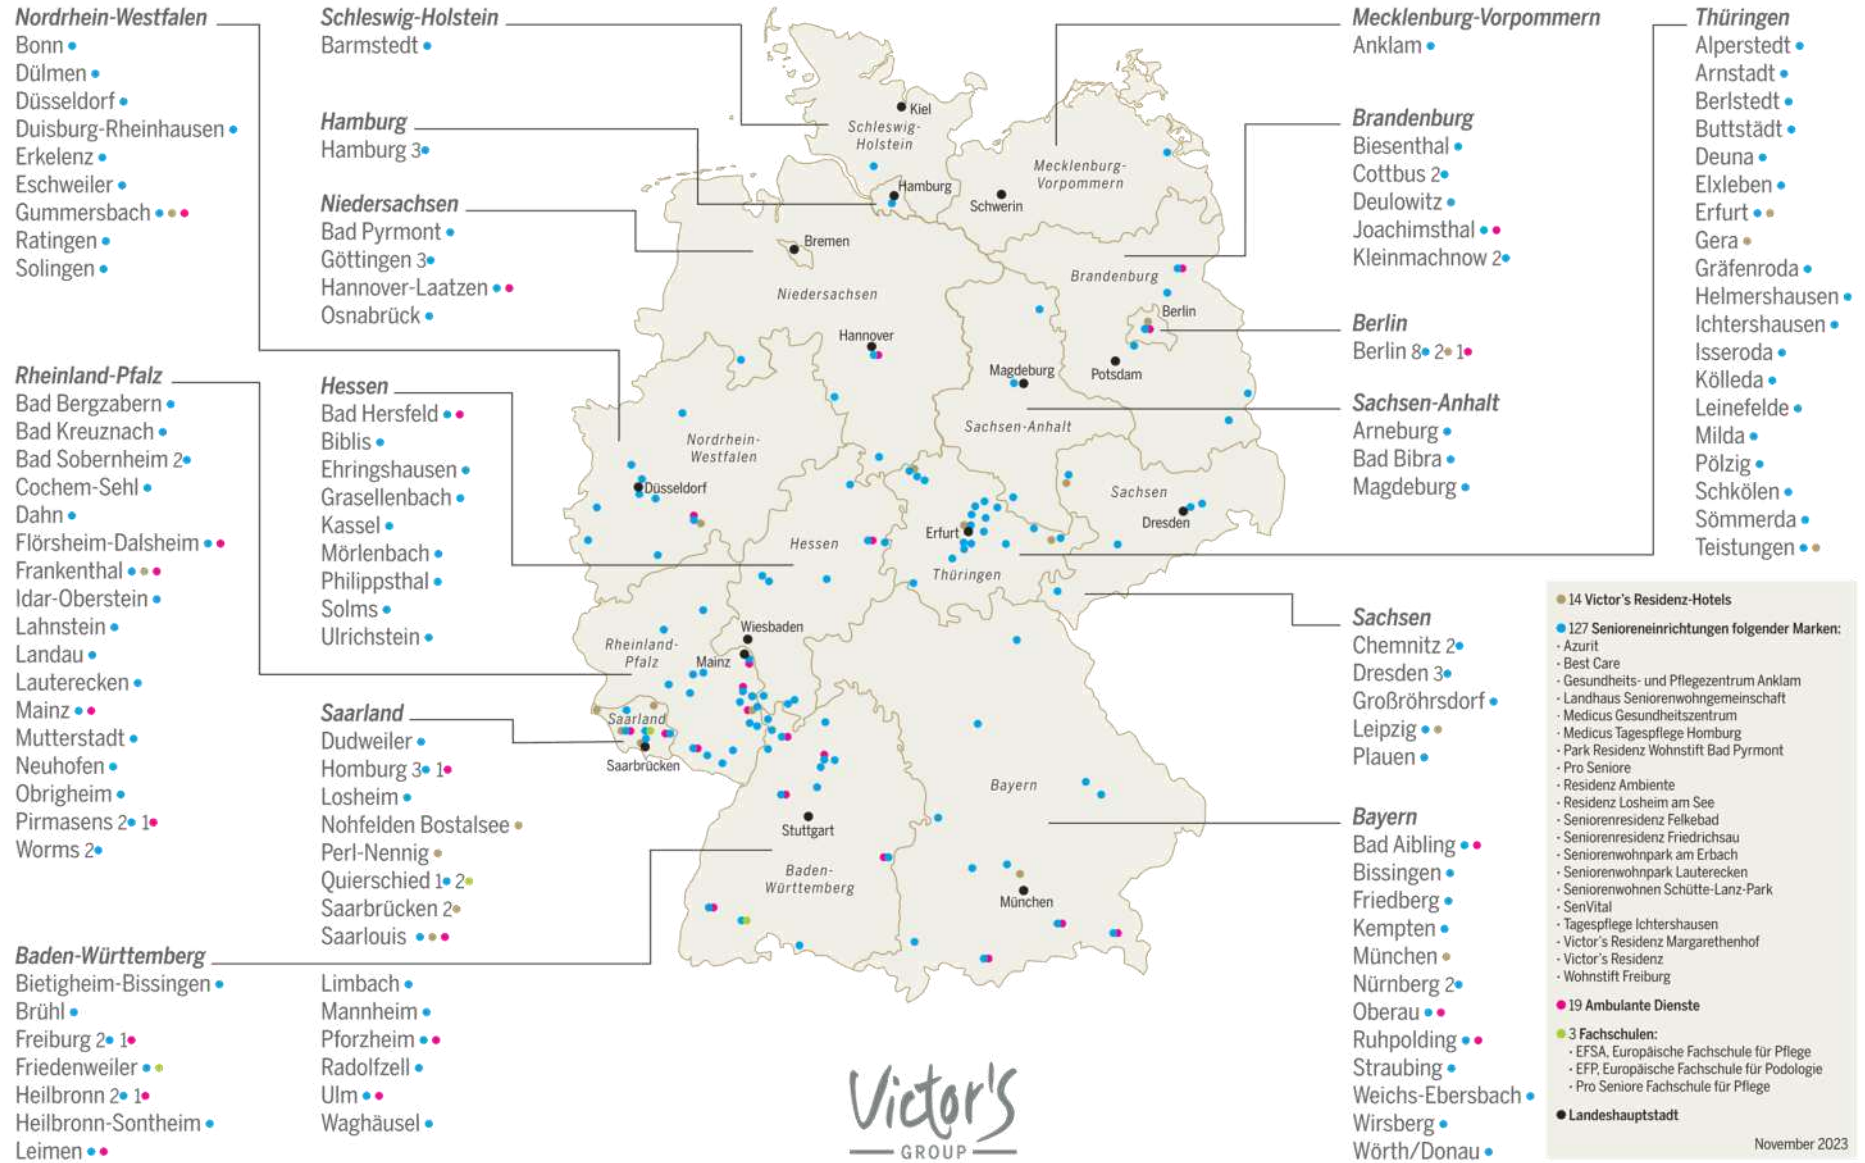 Nordrhein-Westfalen
Bonn
Dülmen
Düsseldorf
Duisburg-Rheinhausen
Erkelenz
Eschweiler
Gummersbach
Ratingen
Solingen
Rheinland-Pfalz
Bad Bergzabern
Bad Kreuznach
Bad Sobernheim 2
Cochem-Sehl
Dahn
Flörsheim-Dalsheim
Frankenthal
Idar-Oberstein
Lahnstein
Landau
Lauterecken
Mainz
Mutterstadt
Neuhofen
Obrigheim
Pirmasens 2 1
Worms 2
Schleswig-Holstein
Barmstedt
Hamburg
Hamburg 3
Niedersachsen
Bad Pyrmont
Göttingen 3
Hannover-Laatzen
Osnabrück
Hessen
Bad Hersfeld
Biblis
Ehringshausen
Grasellenbach
Kassel
Mörlenbach
Philippsthal
Solms
Ulrichstein
Saarland
Dudweiler
Homburg 3 1
Losheim
Nohfelden Bostalsee
Perl-Nennig
Quierschied 1 2
Saarbrücken 2
Saarlouis
Baden-Württemberg
Bietigheim-Bissingen
Brühl
Freiburg 2 1
Friedenweiler
Heilbronn 2 1
Heilbronn-Sontheim
Leimen
Limbach
Mannheim
Pforzheim
Radolfzell
Ulm
Waghäusel
Kiel
Schleswig-
Holstein
Hamburg
Mecklenburg-
Vorpommern
Schwerin
Bremen
Niedersachsen
Brandenburg
Berlin
Hannover
Magdeburg
Potsdam
Sachsen-Anhalt
Nordrhein-
Westfalen
Düsseldorf
Sachsen
Dresden
Erfurt
Hessen
Thüringen
Wiesbaden
Rheinland-
Pfalz
Mainz
Saarland
Saarbrücken
Bayern
Stuttgart
Baden-
Württemberg
München
Victor's
GROUP
Mecklenburg-Vorpommern
Anklam
Brandenburg
Biesenthal
Cottbus 2
Deulowitz
Joachimsthal
Kleinmachnow 2
Berlin
Berlin 8 2 1
Sachsen-Anhalt
Arneburg
Bad Bibra
Magdeburg
Sachsen
Chemnitz 2
Dresden 3
Großröhrsdorf
Leipzig
Plauen
Bayern
Bad Aibling
Bissingen
Friedberg
Kempten
München
Nürnberg 2
Oberau
Ruhpolding
Straubing
Weichs-Ebersbach
Wirsberg
Wörth/Donau
Thüringen
Alperstedt
Arnstadt
Berlstedt
Buttstädt
Deuna
Elxleben
Erfurt
Gera
Gräfenroda
Helmershausen
Ichtershausen
Isseroda
Kölleda
Leinefelde
Milda
Pölzig
Schkölen
Sömmerda
Teistungen
14 Victor's Residenz-Hotels
127 Senioreneinrichtungen folgender Marken:
· Azurit
· Best Care
· Gesundheits- und Pflegezentrum Anklam
· Landhaus Seniorenwohngemeinschaft
· Medicus Gesundheitszentrum
· Medicus Tagespflege Homburg
· Park Residenz Wohnstift Bad Pyrmont
· Pro Seniore
· Residenz Ambiente
· Residenz Losheim am See
· Seniorenresidenz Felkebad
· Seniorenresidenz Friedrichsau
· Seniorenwohnpark am Erbach
· Seniorenwohnpark Lauterecken
· Seniorenwohnen Schütte-Lanz-Park
· SenVital
· Tagespflege Ichtershausen
· Victor's Residenz Margarethenhof
· Victor's Residenz
· Wohnstift Freiburg
19 Ambulante Dienste
3 Fachschulen:
· EFSA, Europäische Fachschule für Pflege
· EFP, Europäische Fachschule für Podologie
· Pro Seniore Fachschule für Pflege
Landeshauptstadt
November 2023